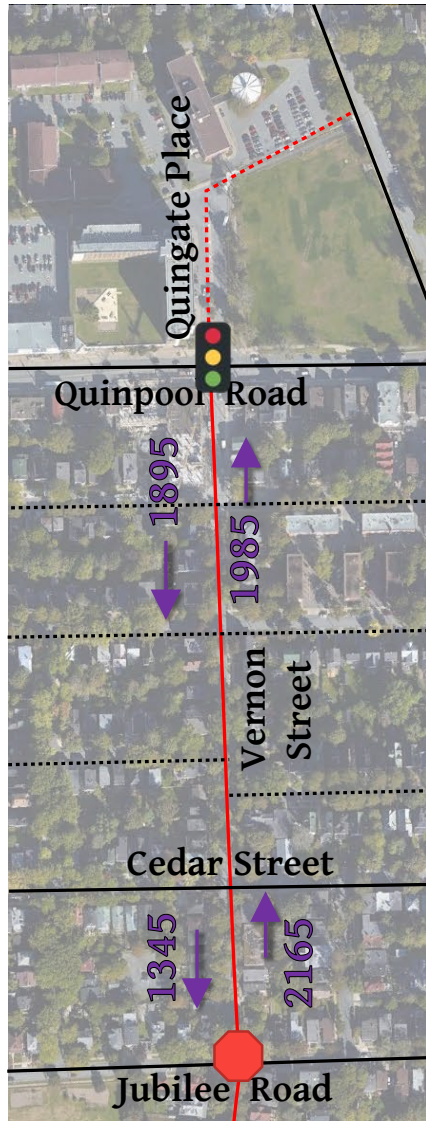 Quingate Place
Quinpool Road
1895
1985
Vernon
Street
Cedar Street
1345
2165
Jubilee Road